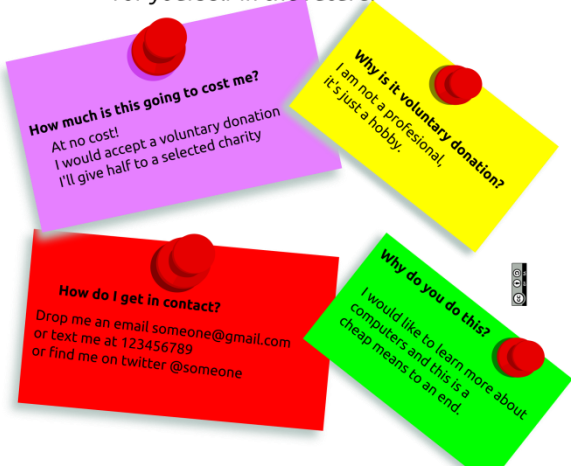 How much is this going to cost me?
At no cost!
I would accept a voluntary donation
I'll give half to a selected charity
Why is it voluntary donation?
I am not a profesional,
it's just a hobby.
How do I get in contact?
Drop me an email someone@gmail.com
or text me at 123456789
or find me on twitter @someone
Why do you do this?
I would like to learn more about
computers and this is a
cheap means to an end.